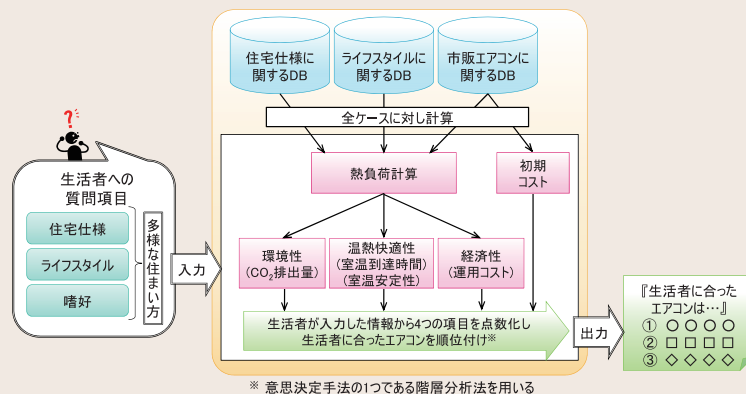 住宅仕様に
関するDB
ライフスタイルに
関するDB
市販エアコンに
関するDB
全ケースに対し計算
?
生活者への
質問項目
住宅仕様
ライフスタイル
嗜好
多様な住まい方
入力
熱負荷計算
初期
コスト
環境性
(CO₂排出量)
温熱快適性
(室温到達時間)
(室温安定性)
経済性
(運用コスト)
生活者が入力した情報から4つの項目を点数化し
生活者に合ったエアコンを順位付け※
出力
『生活者に合った
エアコンは…』
① ○ ○ ○ ○
② □ □ □ □
③ ◇ ◇ ◇ ◇
※ 意思決定手法の1つである階層分析法を用いる